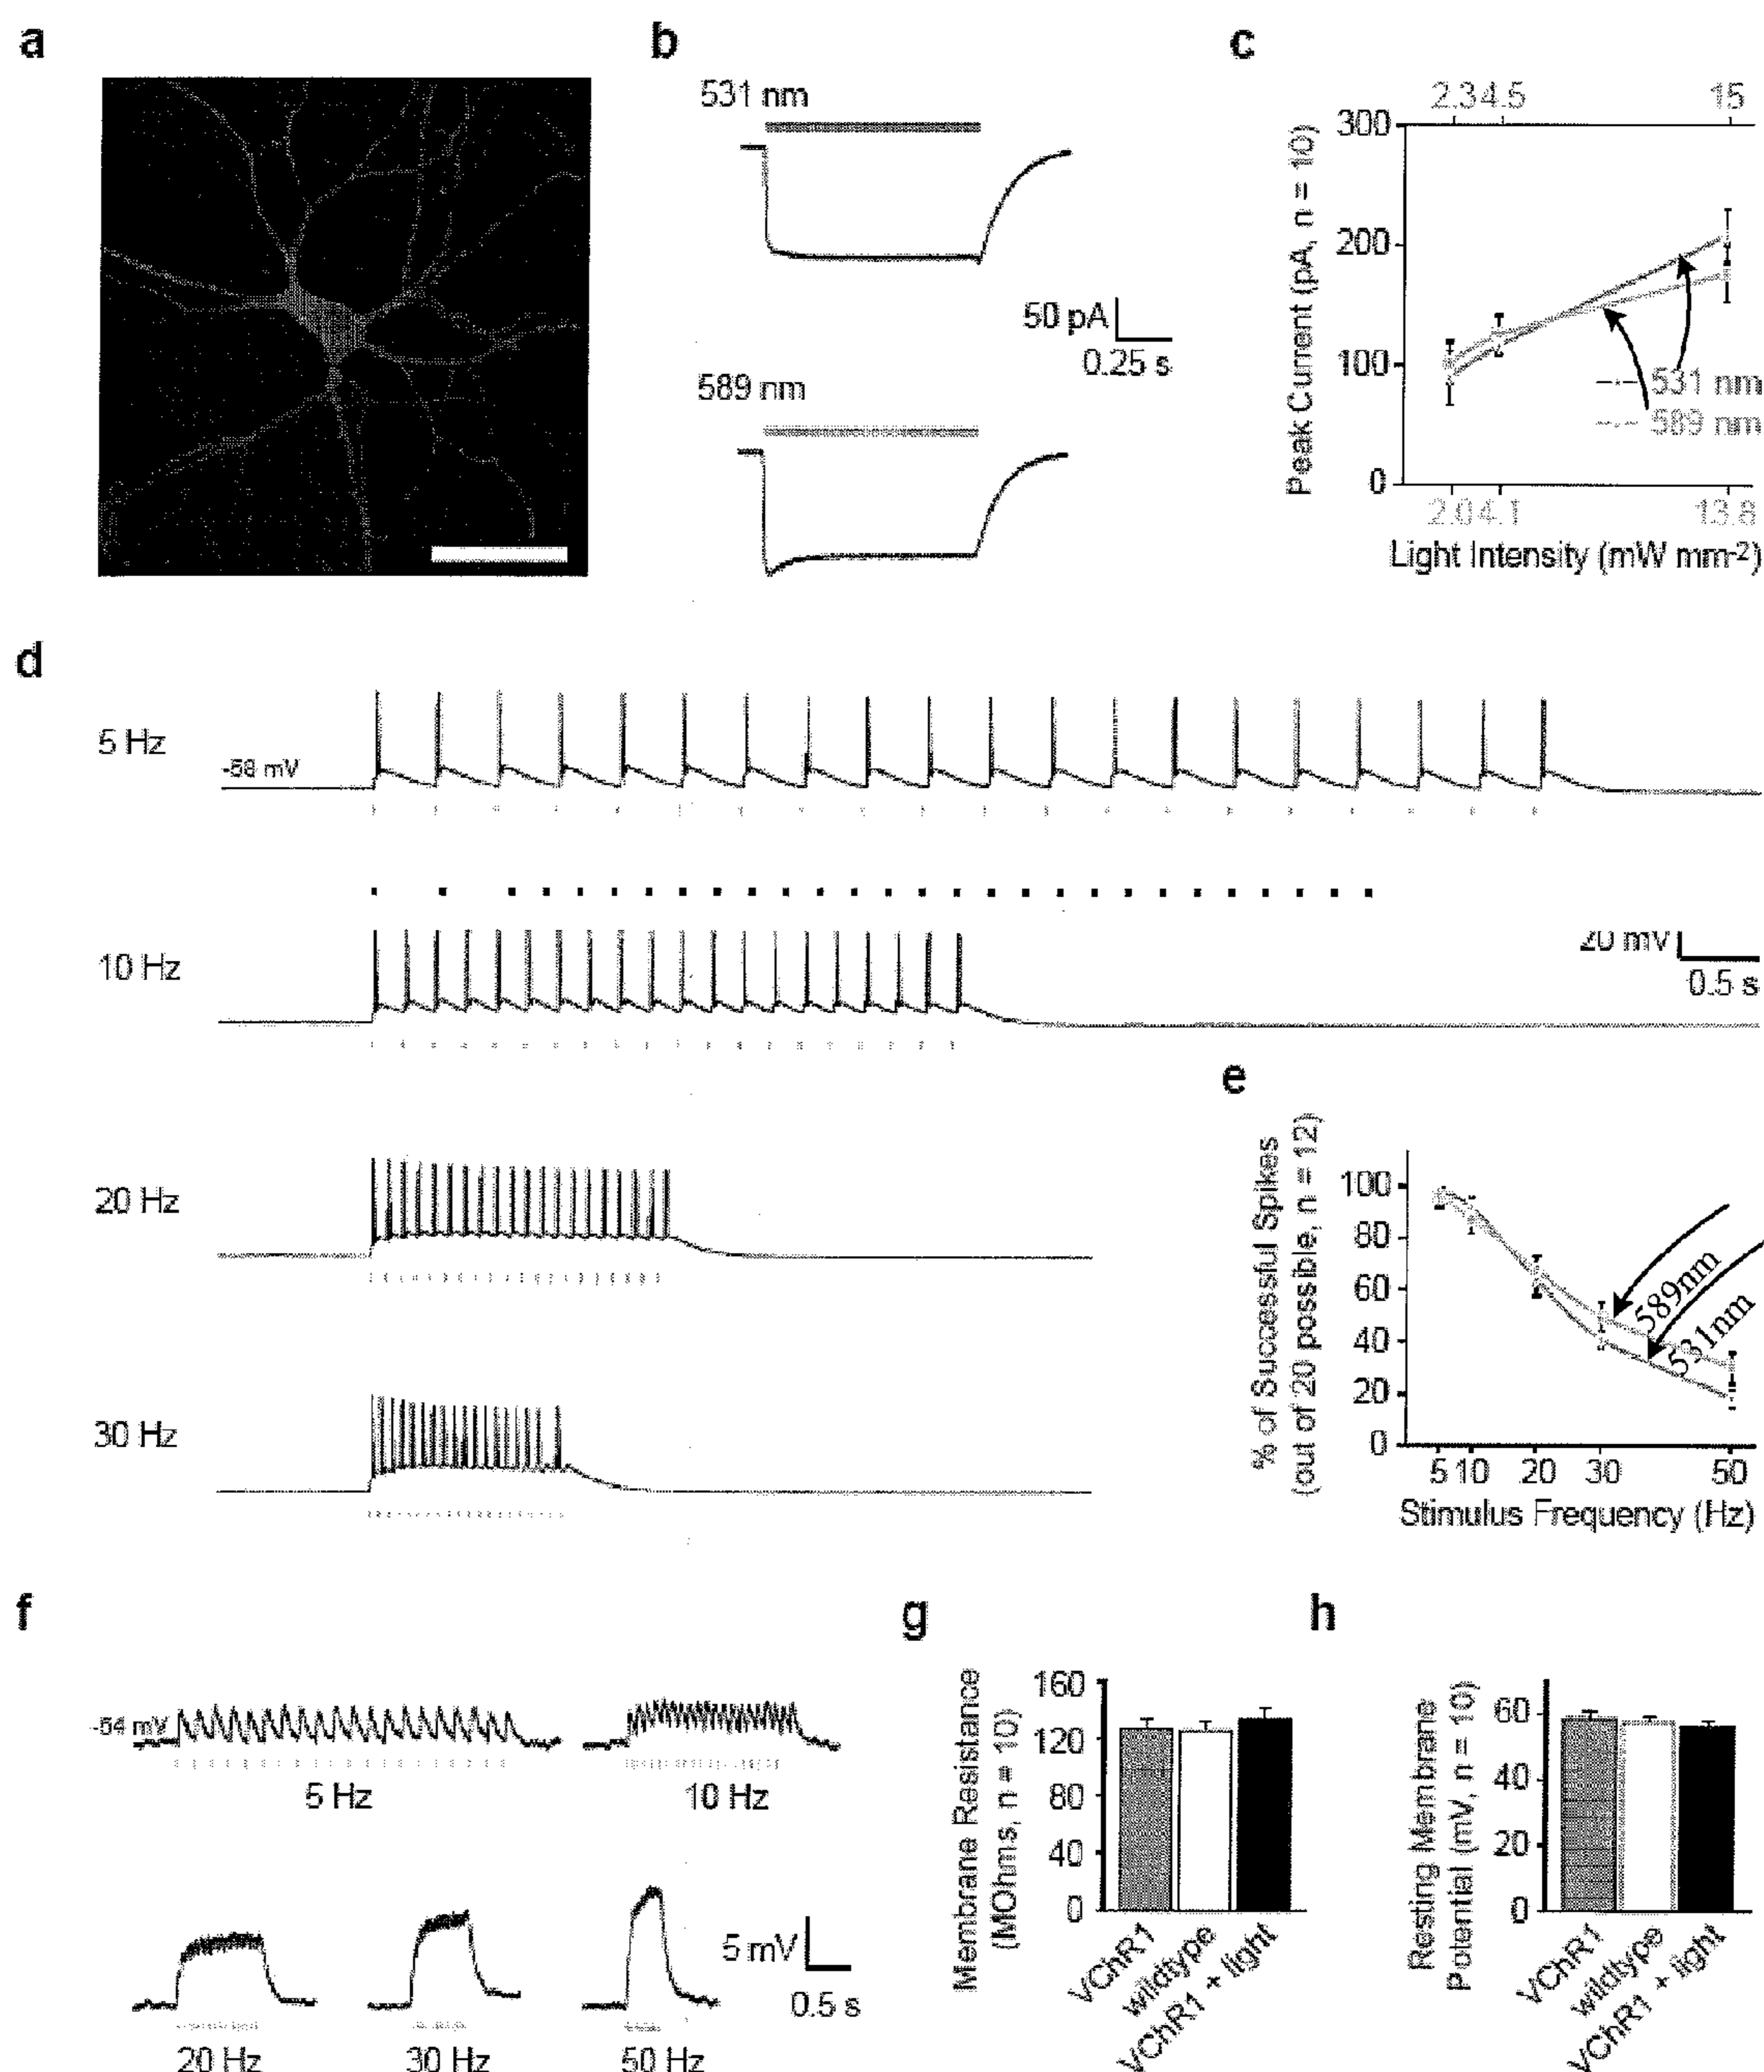 a
b
531 nm
50 pA
0.25 s
589 nm
c
2.3 4.5 15
300
200
100
0
Peak Current (pA, n = 10)
531 nm
589 nm
2.0 4.1 13.8
Light Intensity (mW mm-2)
d
5 Hz
-58 mV
10 Hz
20 mV
0.5 s
20 Hz
30 Hz
e
% of Successful Spikes
(out of 20 possible, n = 12)
100
80
60
40
20
0
589nm
531nm
5 10 20 30 50
Stimulus Frequency (Hz)
f
-54 mV
5 Hz
10 Hz
5 mV
0.5 s
20 Hz
30 Hz
50 Hz
g
Membrane Resistance
(MOhms, n = 10)
160
120
80
40
0
VChR1
wildtype
VChR1 + light
h
Resting Membrane
Potential (mV, n = 10)
60
40
20
0
VChR1
wildtype
VChR1 + light